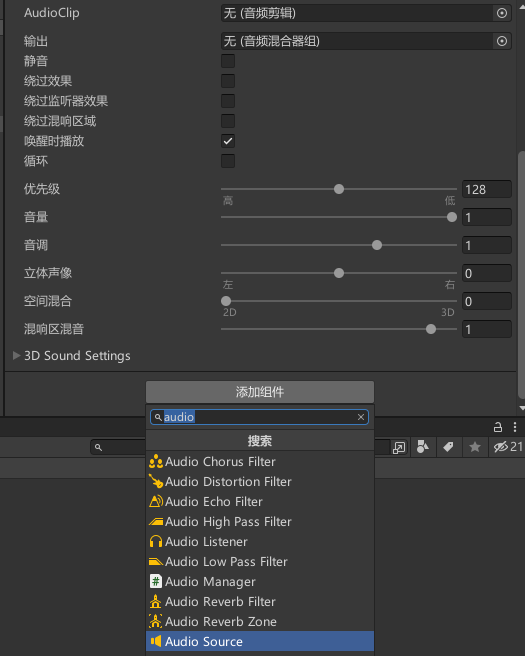 AudioClip 无 (音频剪辑)
输出 无 (音频混合器组)
静音
绕过效果
绕过监听器效果
绕过混响区域
唤醒时播放
循环
优先级 128
高 低
音量 1
音调 1
立体声像 0
左 右
空间混合 0
2D 3D
混响区混音 1
3D Sound Settings
添加组件
audio
搜索
21
Audio Chorus Filter
Audio Distortion Filter
Audio Echo Filter
Audio High Pass Filter
Audio Listener
Audio Low Pass Filter
# Audio Manager
Audio Reverb Filter
Audio Reverb Zone
Audio Source